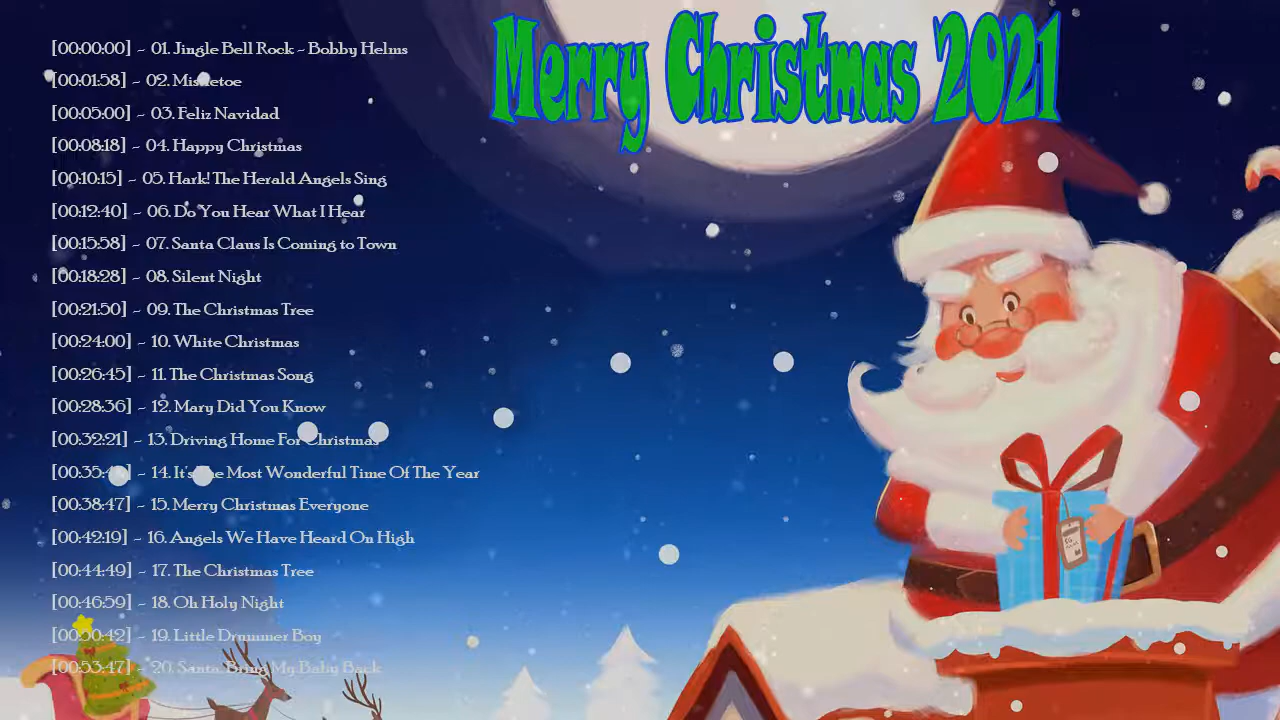 Merry Christmas 2021
[00:00:00] - 01. Jingle Bell Rock - Bobby Helms
[00:01:58] - 02. Mistletoe
[00:05:00] - 03. Feliz Navidad
[00:08:18] - 04. Happy Christmas
[00:10:15] - 05. Hark! The Herald Angels Sing
[00:12:40] - 06. Do You Hear What I Hear
[00:15:58] - 07. Santa Claus Is Coming to Town
[00:18:28] - 08. Silent Night
[00:21:50] - 09. The Christmas Tree
[00:24:00] - 10. White Christmas
[00:26:45] - 11. The Christmas Song
[00:28:36] - 12. Mary Did You Know
[00:32:21] - 13. Driving Home For Christmas
- 14. It's The Most Wonderful Time Of The Year
[00:38:47] - 15. Merry Christmas Everyone
[00:42:19] - 16. Angels We Have Heard On High
[00:44:49] - 17. The Christmas Tree
[00:46:59] - 18. Oh Holy Night
[00:50:42] - 19. Little Drummer Boy
[00:53:47] - 20. Santa Bring My Baby Back